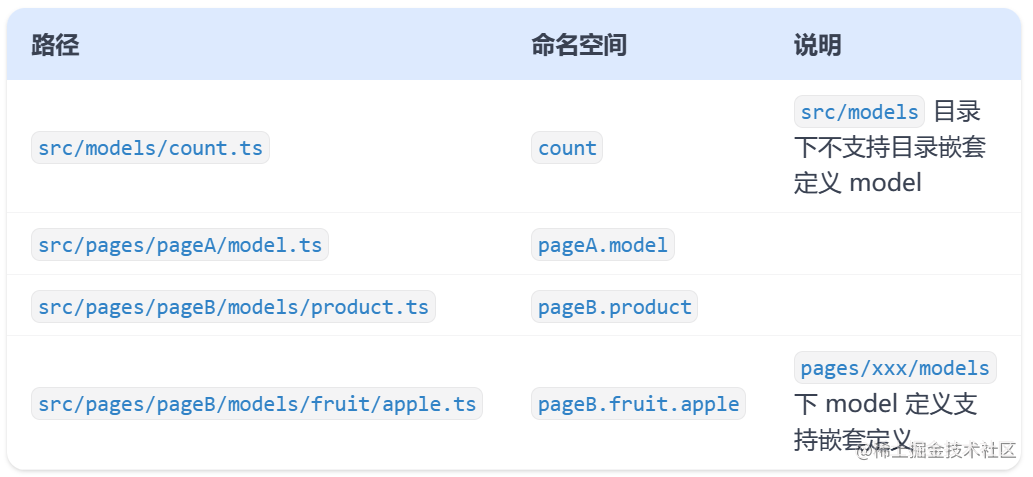 路径 命名空间 说明
src/models/count.ts count src/models 目录
下不支持目录嵌套
定义 model
src/pages/pageA/model.ts pageA.model
src/pages/pageB/models/product.ts pageB.product
src/pages/pageB/models/fruit/apple.ts pageB.fruit.apple pages/xxx/models
下 model 定义支
持嵌套定义
@稀土掘金技术社区